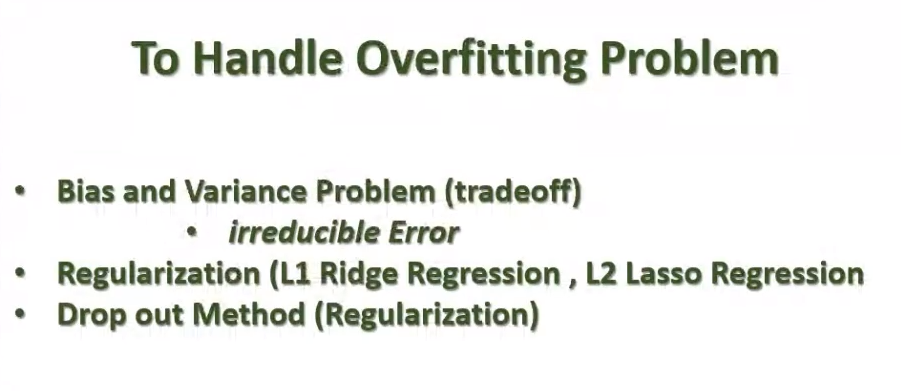 To Handle Overfitting Problem
• Bias and Variance Problem (tradeoff)
• irreducible Error
• Regularization (L1 Ridge Regression , L2 Lasso Regression
• Drop out Method (Regularization)